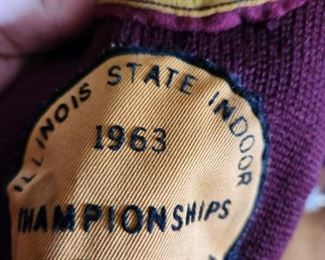 ILLINOIS STATE INDOOR
1963
CHAMPIONSHIPS